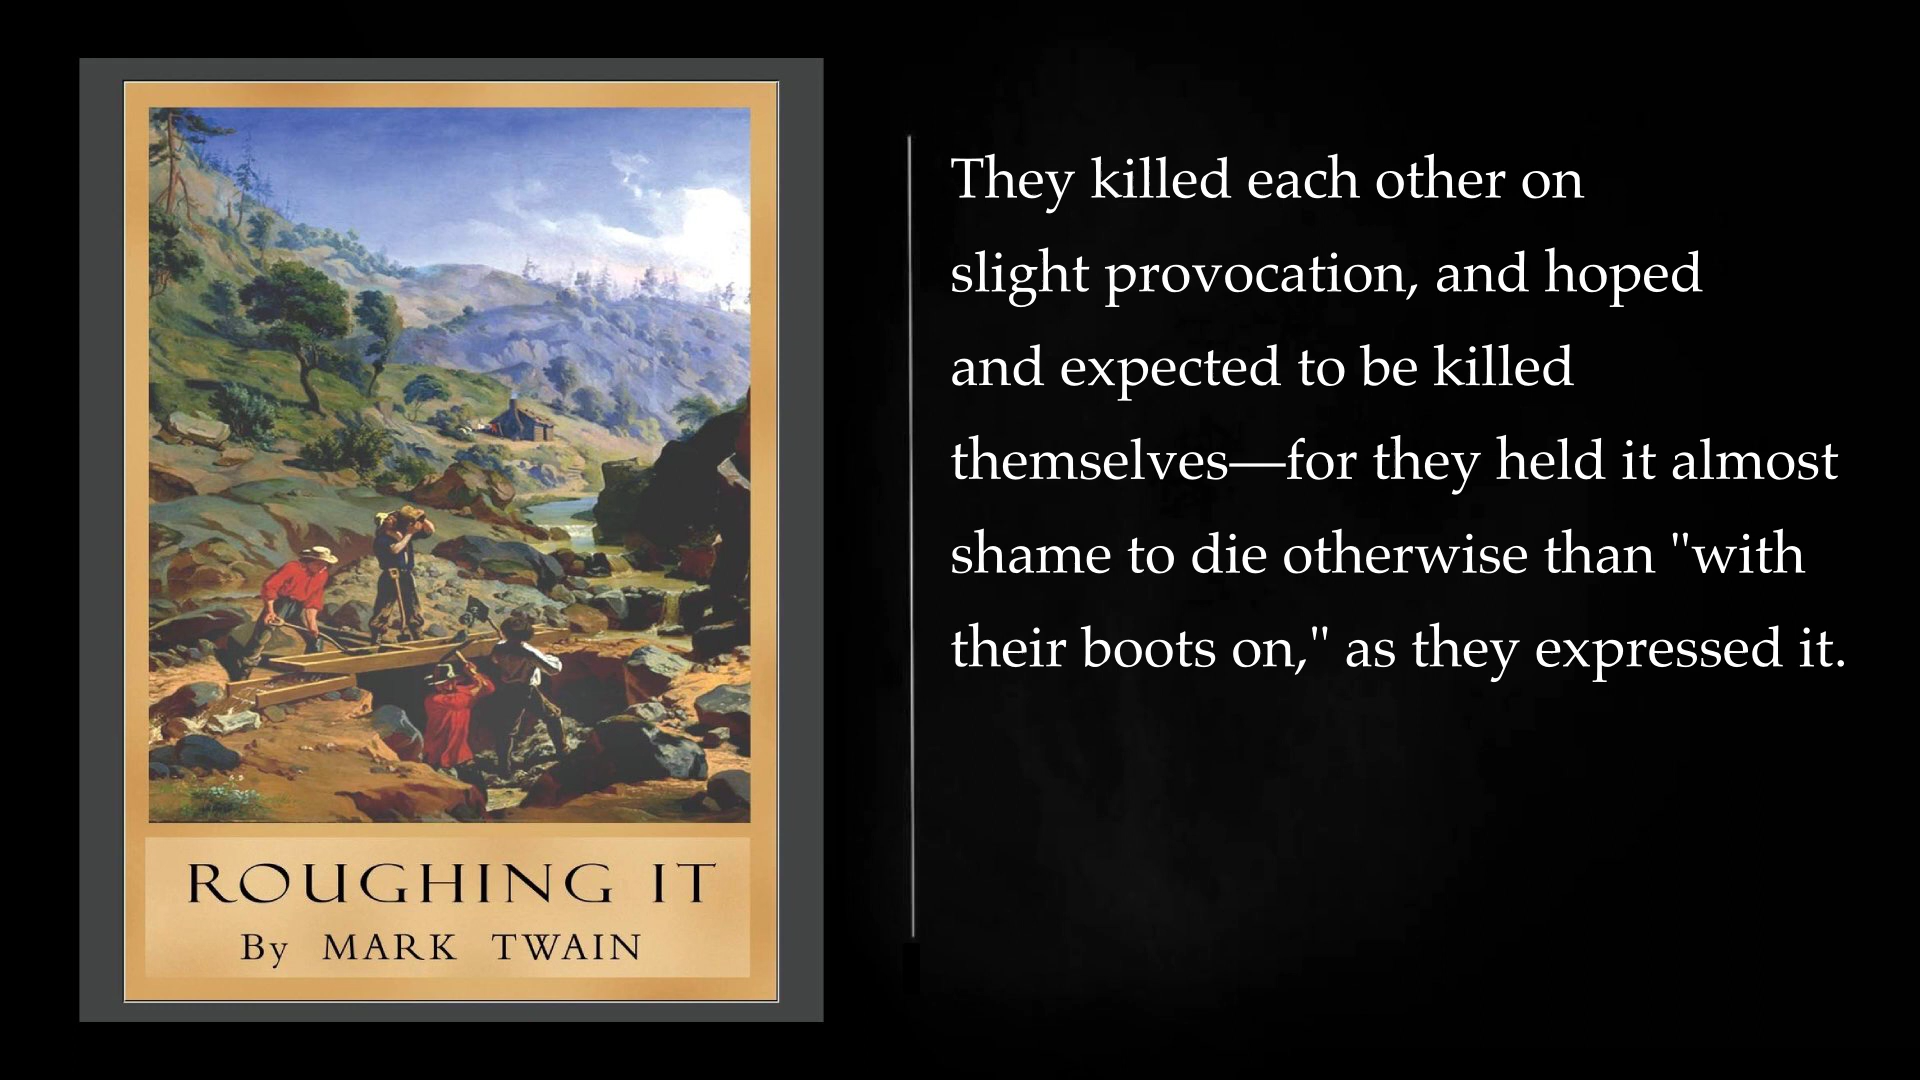 ROUGHING IT
By MARK TWAIN
They killed each other on
slight provocation, and hoped
and expected to be killed
themselves—for they held it almost
shame to die otherwise than "with
their boots on," as they expressed it.